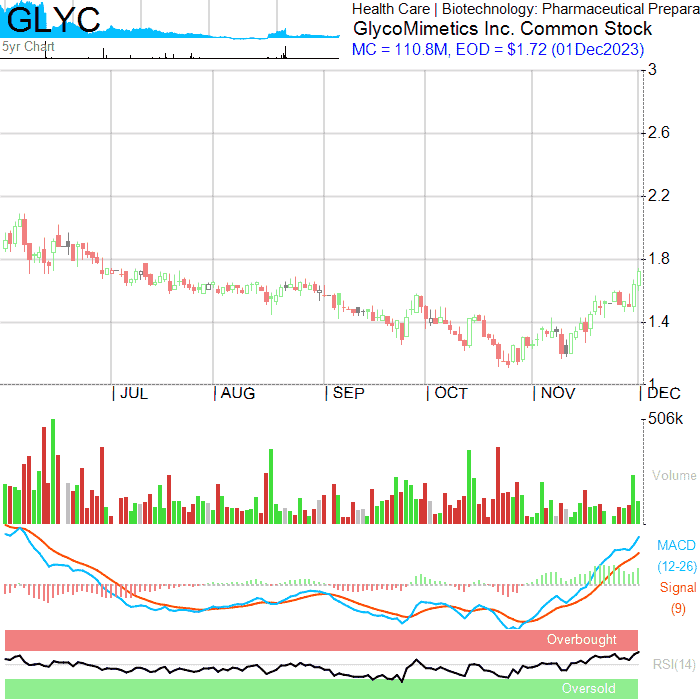 GLYC
5yr Chart
Health Care | Biotechnology: Pharmaceutical Prepara
GlycoMimetics Inc. Common Stock
MC = 110.8M, EOD = $1.72 (01Dec2023)
3
2.6
2.2
1.8
1.4
1
JUL
AUG
SEP
OCT
NOV
DEC
506k
Volume
MACD
(12-26)
Signal
(9)
Overbought
RSI(14)
Oversold